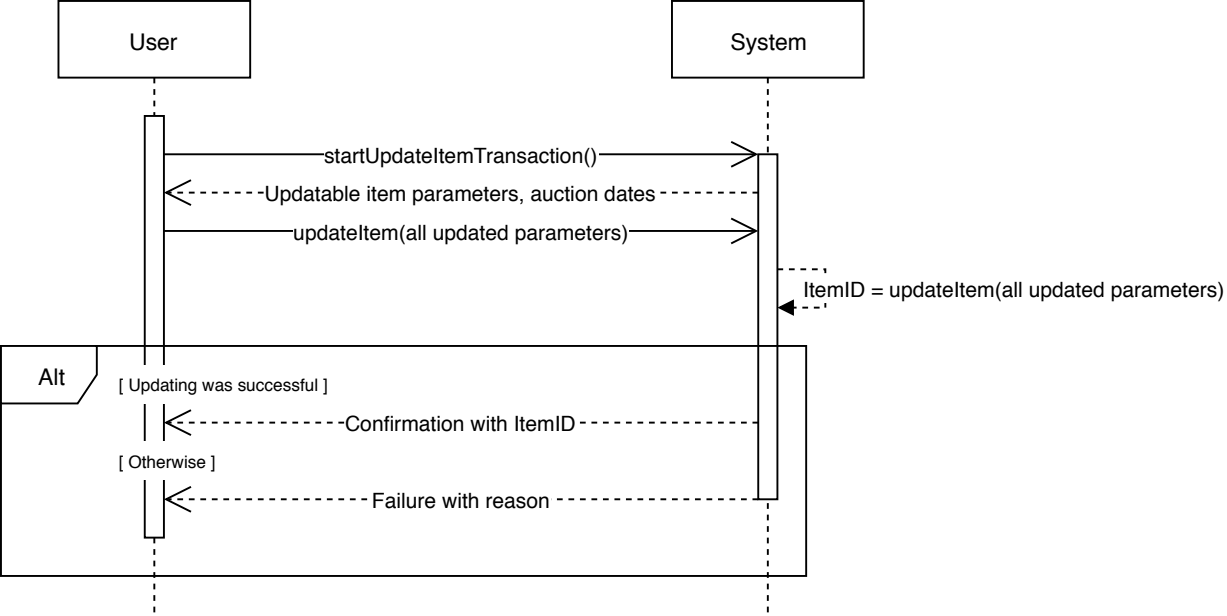 User
System
startUpdateItemTransaction()
Updatable item parameters, auction dates
updateItem(all updated parameters)
ItemID = updateItem(all updated parameters)
Alt
[ Updating was successful ]
Confirmation with ItemID
[ Otherwise ]
Failure with reason